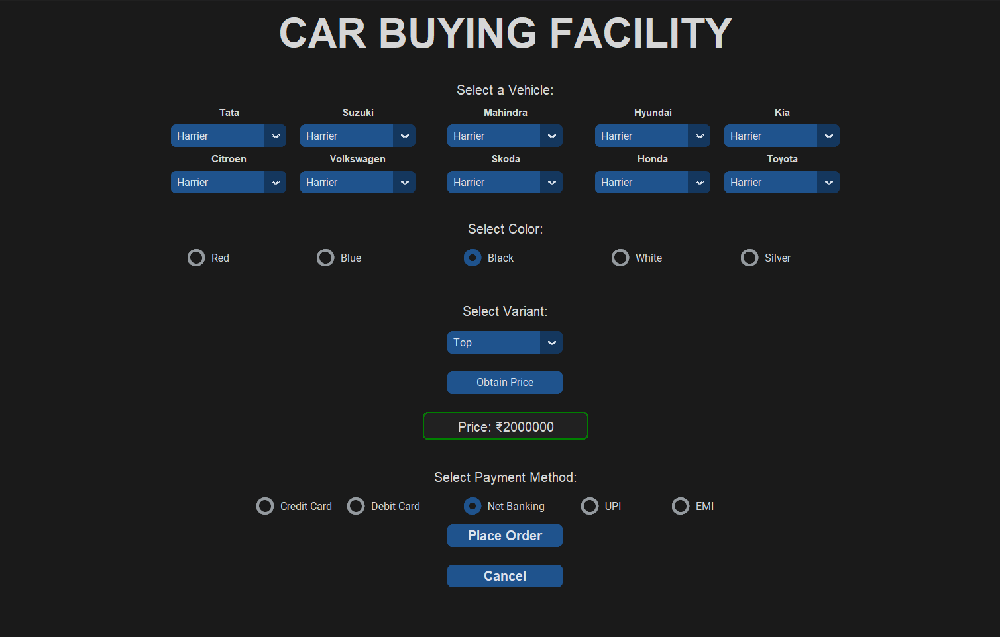 CAR BUYING FACILITY
Select a Vehicle:
Tata Suzuki Mahindra Hyundai Kia
Harrier Harrier Harrier Harrier Harrier
Citroen Volkswagen Skoda Honda Toyota
Harrier Harrier Harrier Harrier Harrier
Select Color:
Red Blue Black White Silver
Select Variant:
Top
Obtain Price
Price: ₹2000000
Select Payment Method:
Credit Card Debit Card Net Banking UPI EMI
Place Order
Cancel